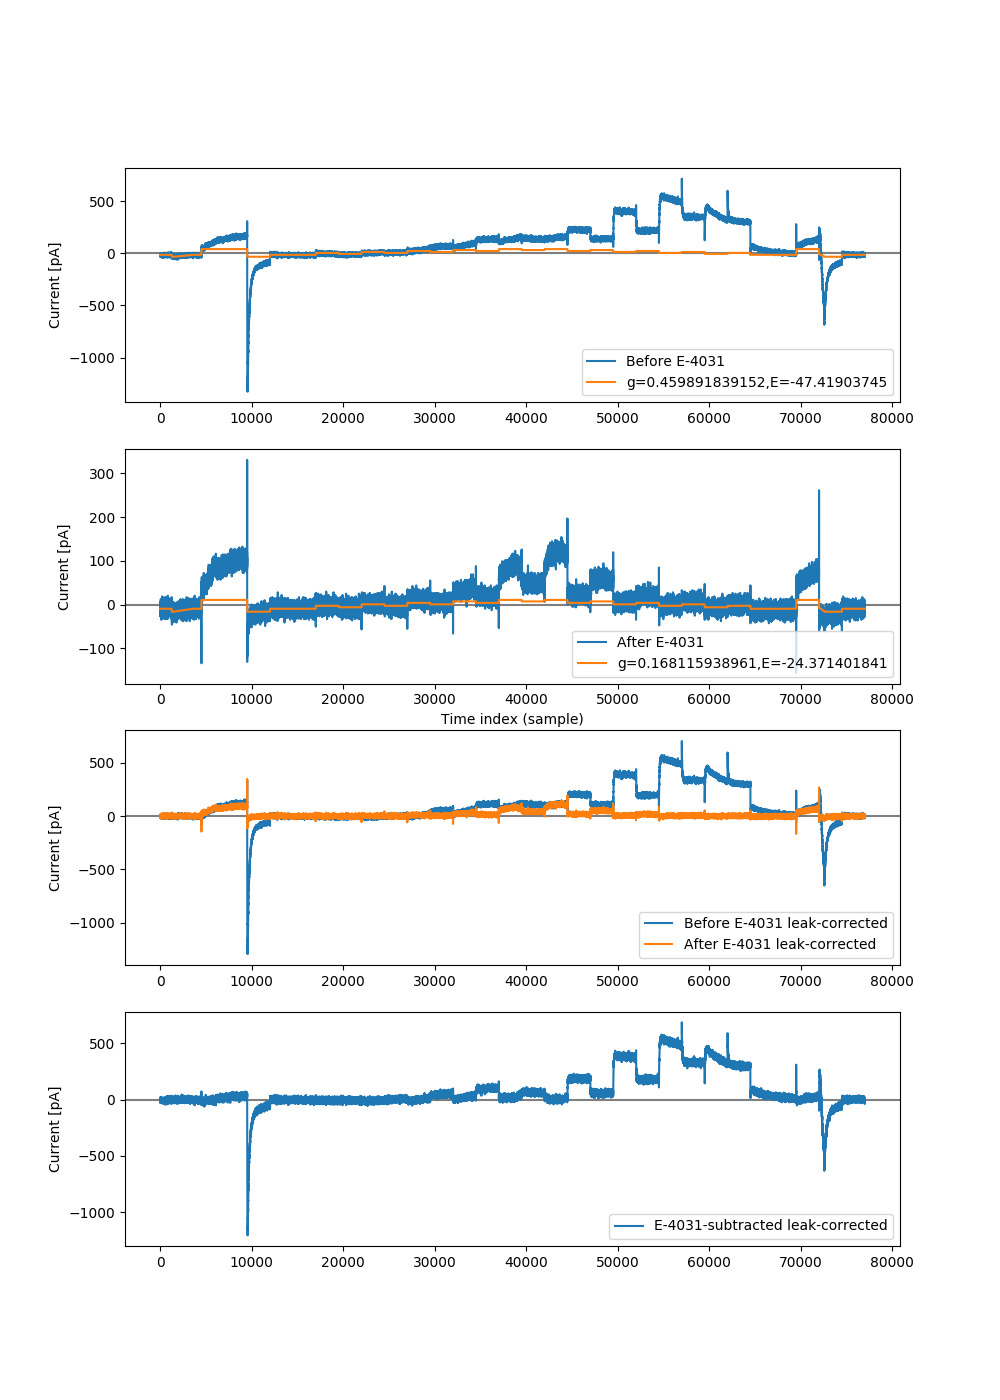 500
0
−500
−1000
Current [pA]
Before E-4031
g=0.459891839152,E=-47.41903745
0 10000 20000 30000 40000 50000 60000 70000 80000
300
200
100
0
−100
Current [pA]
After E-4031
g=0.168115938961,E=-24.371401841
0 10000 20000 30000 40000 50000 60000 70000 80000
Time index (sample)
500
0
−500
−1000
Current [pA]
Before E-4031 leak-corrected
After E-4031 leak-corrected
0 10000 20000 30000 40000 50000 60000 70000 80000
500
0
−500
−1000
Current [pA]
E-4031-subtracted leak-corrected
0 10000 20000 30000 40000 50000 60000 70000 80000